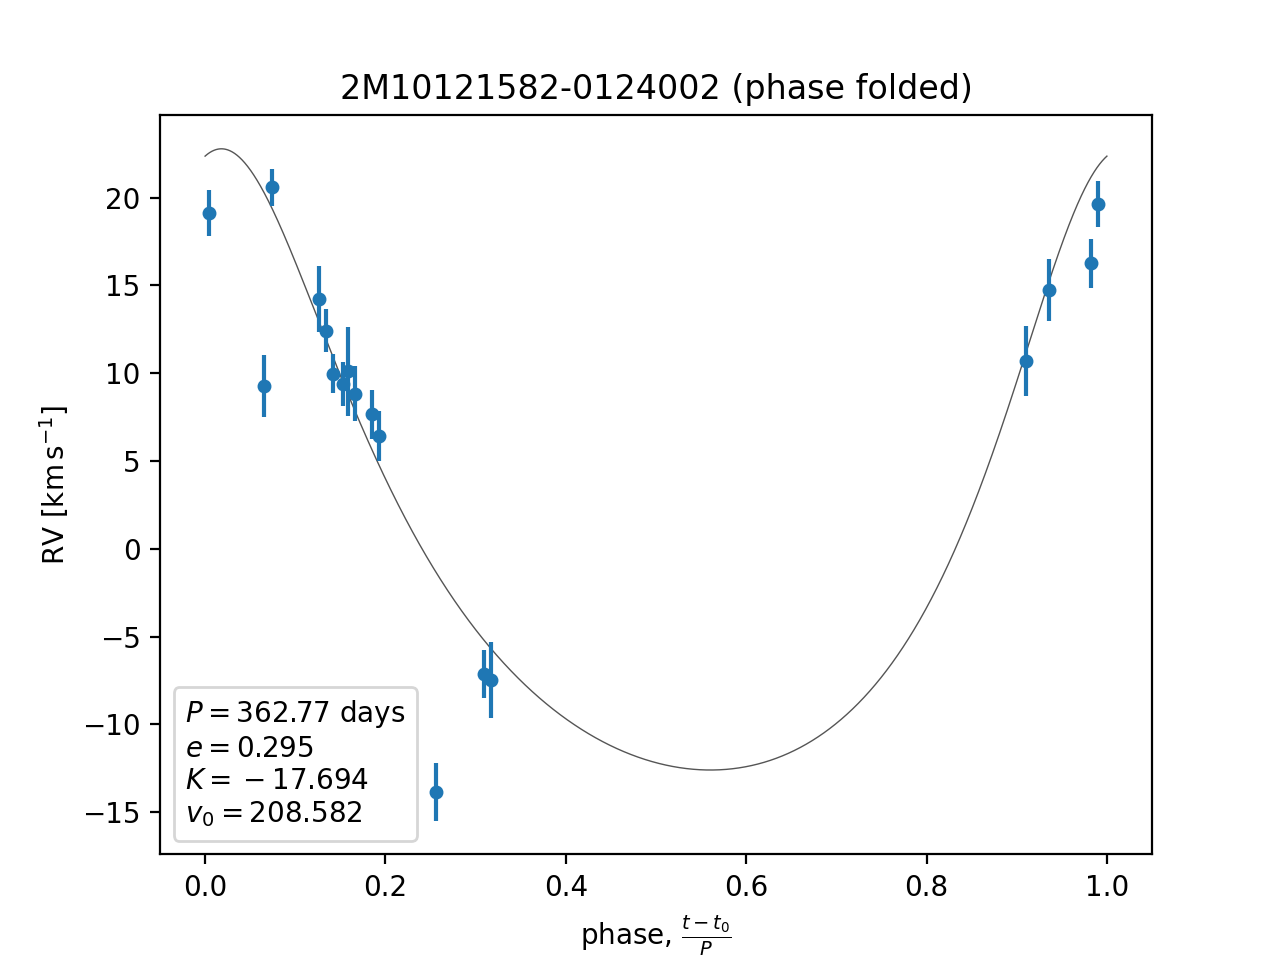 2M10121582-0124002 (phase folded)
RV [km s⁻¹]
20
15
10
5
0
−5
−10
−15
P = 362.77 days
e = 0.295
K = −17.694
v₀ = 208.582
0.0 0.2 0.4 0.6 0.8 1.0
phase, (t − t₀)/P